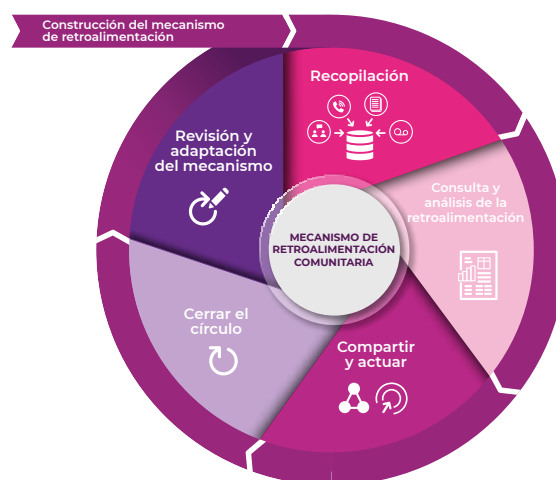 Construcción del mecanismo
de retroalimentación
Recopilación
Consulta y
análisis de la
retroalimentación
Compartir
y actuar
Cerrar el
círculo
Revisión y
adaptación
del mecanismo
MECANISMO DE
RETROALIMENTACIÓN
COMUNITARIA